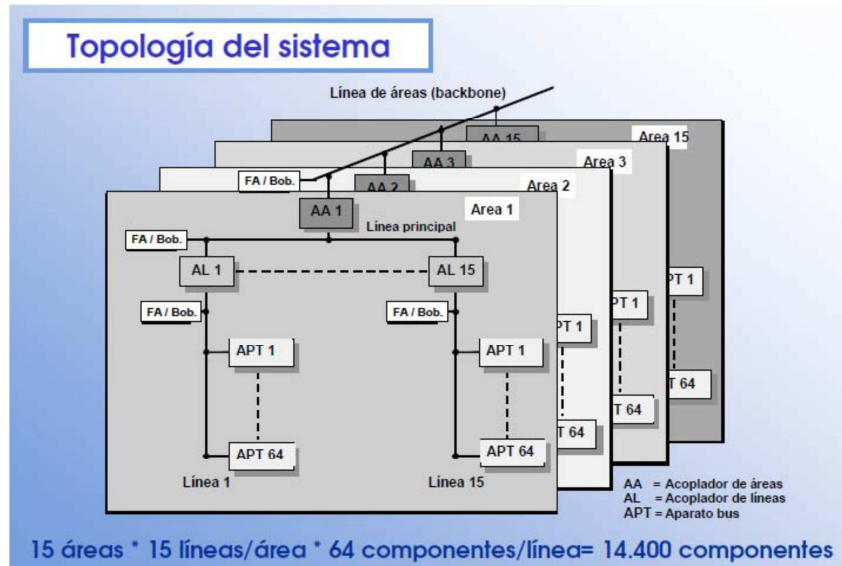 Topología del sistema
Línea de áreas (backbone)
AA 15
Area 15
AA 3
Area 3
FA / Bob.
AA 2
Area 2
AA 1
Area 1
Línea principal
FA / Bob.
AL 1
AL 15
PT 1
FA / Bob.
FA / Bob.
PT 1
PT 1
APT 1
APT 1
T 64
T 64
T 64
APT 64
APT 64
Línea 1
Línea 15
AA = Acoplador de áreas
AL = Acoplador de líneas
APT = Aparato bus
15 áreas * 15 líneas/área * 64 componentes/línea= 14.400 componentes